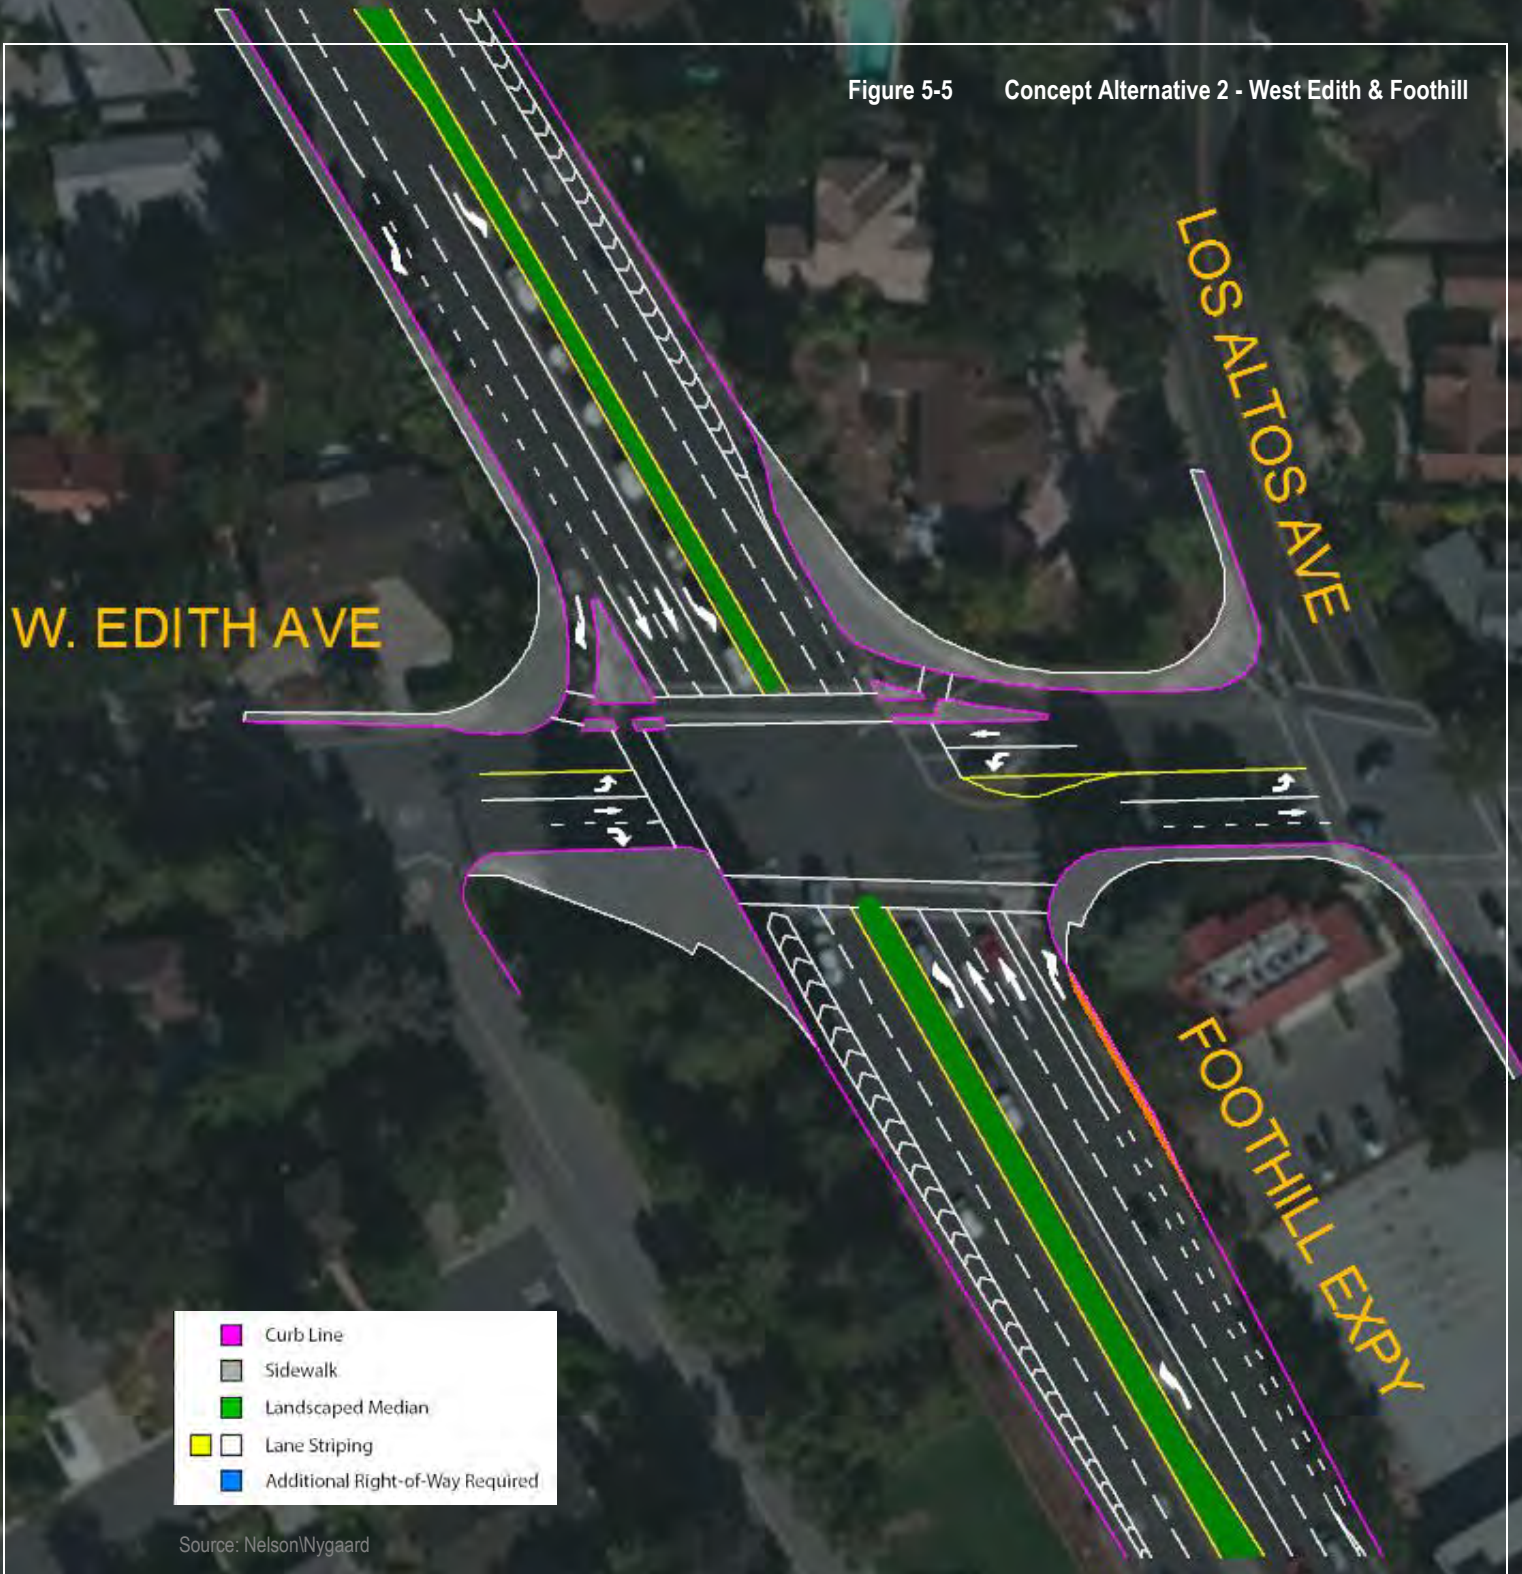 Figure 5-5 Concept Alternative 2 - West Edith & Foothill
LOS ALTOS AVE
W. EDITH AVE
FOOTHILL EXPY
Curb Line
Sidewalk
Landscaped Median
Lane Striping
Additional Right-of-Way Required
Source: Nelson\Nygaard